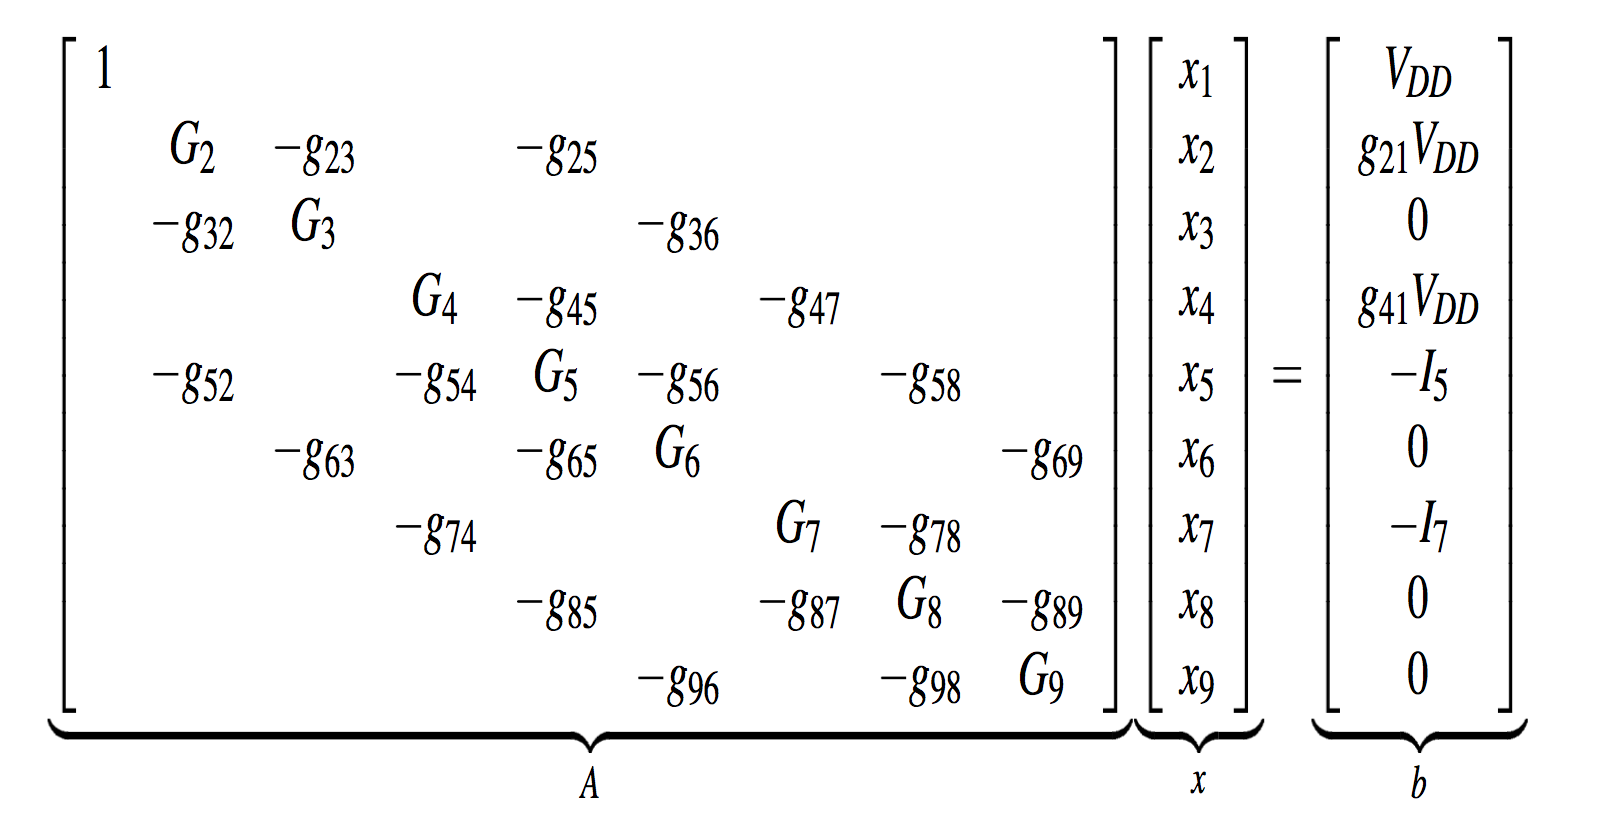 1 x₁ V_DD
G₂ −g₂₃ −g₂₅ x₂ g₂₁V_DD
−g₃₂ G₃ −g₃₆ x₃ 0
G₄ −g₄₅ −g₄₇ x₄ g₄₁V_DD
−g₅₂ −g₅₄ G₅ −g₅₆ −g₅₈ x₅ = −I₅
−g₆₃ −g₆₅ G₆ −g₆₉ x₆ 0
−g₇₄ G₇ −g₇₈ x₇ −I₇
−g₈₅ −g₈₇ G₈ −g₈₉ x₈ 0
−g₉₆ −g₉₈ G₉ x₉ 0
A x b